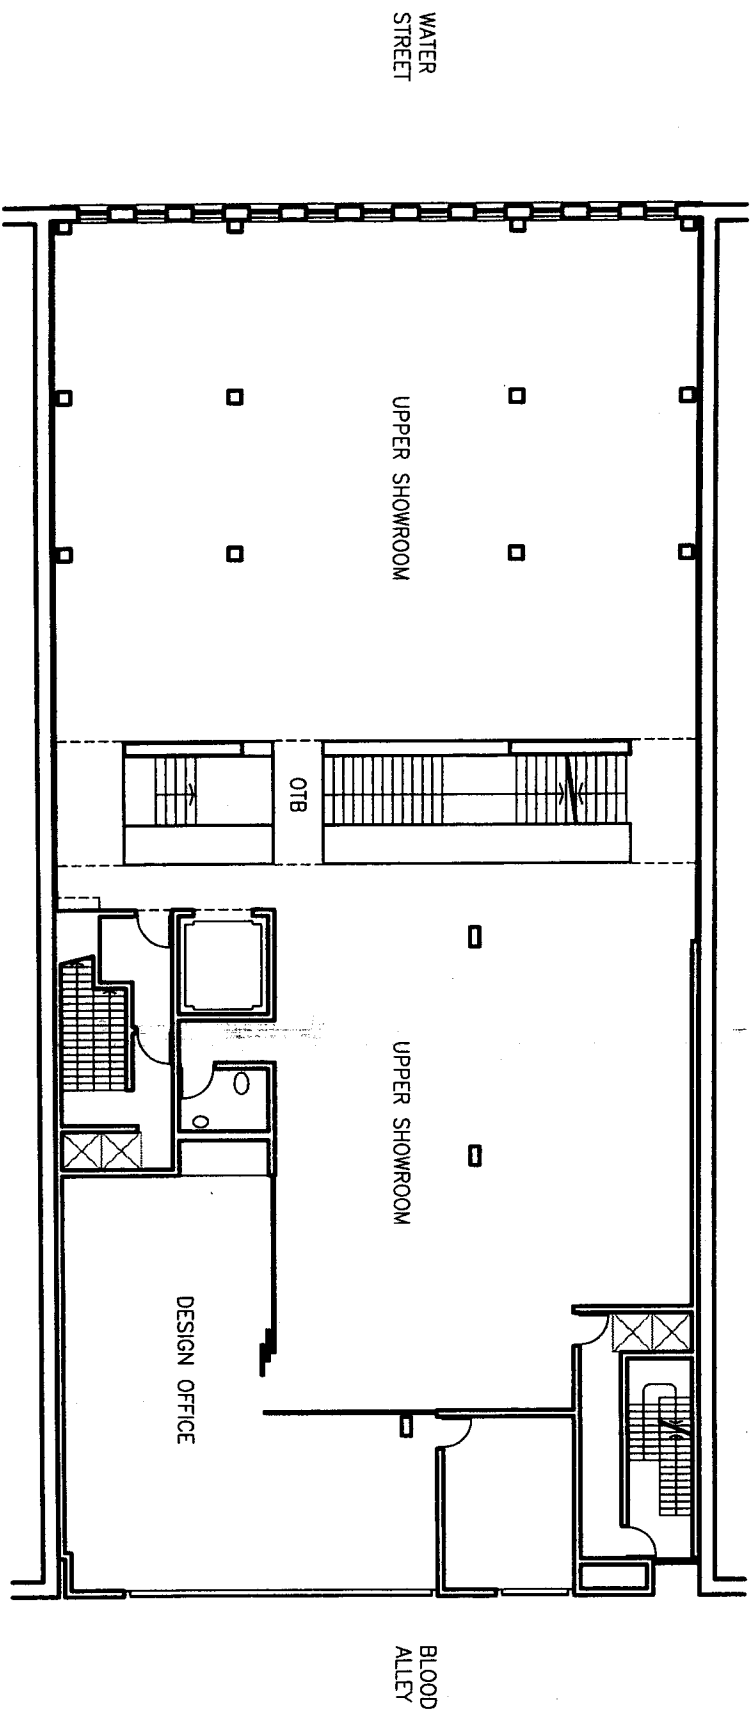 WATER
STREET
UPPER SHOWROOM
OTB
UPPER SHOWROOM
DESIGN OFFICE
BLOOD
ALLEY